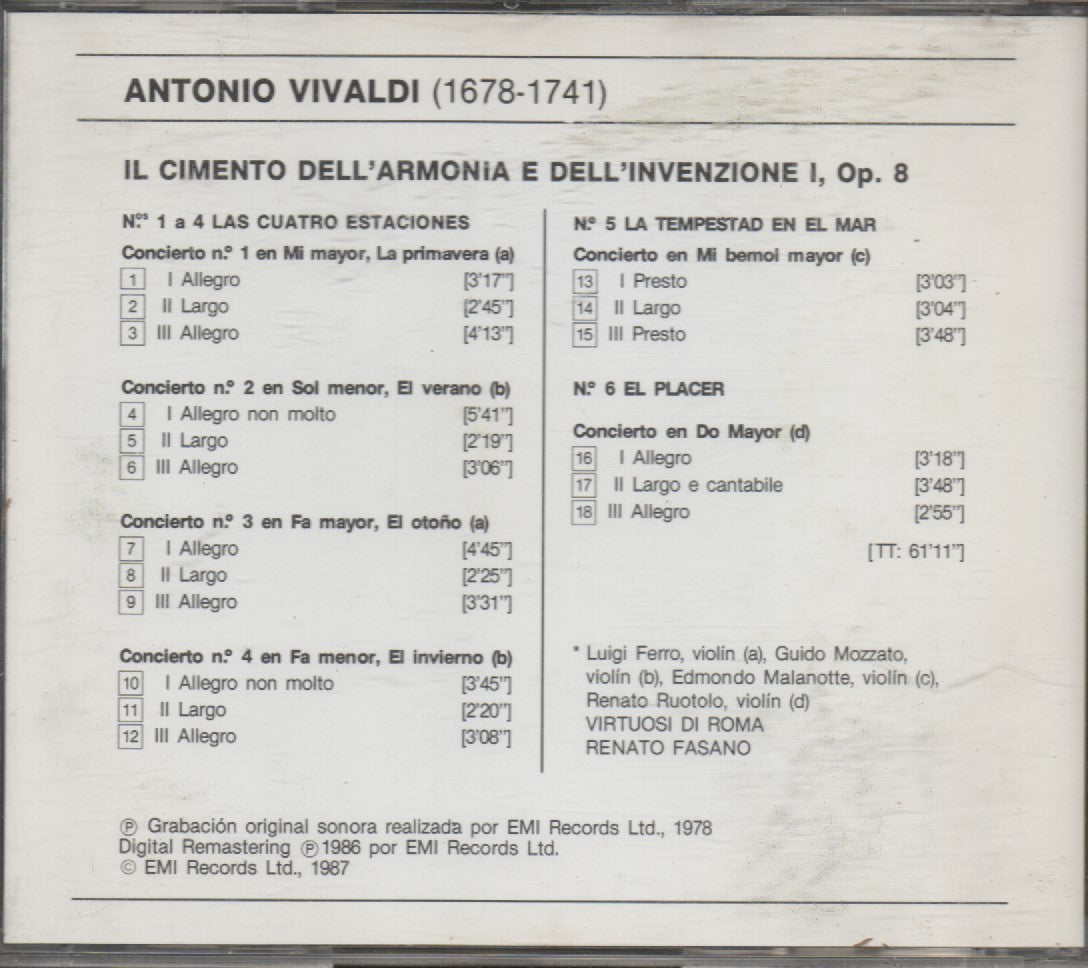 ANTONIO VIVALDI (1678-1741)
IL CIMENTO DELL'ARMONiA E DELL'INVENZIONE I, Op. 8
N.ºs 1 a 4 LAS CUATRO ESTACIONES
Concierto n.º 1 en Mi mayor, La primavera (a)
1 I Allegro [3'17"]
2 II Largo [2'45"]
3 III Allegro [4'13"]
Concierto n.º 2 en Sol menor, El verano (b)
4 I Allegro non molto [5'41"]
5 II Largo [2'19"]
6 III Allegro [3'06"]
Concierto n.º 3 en Fa mayor, El otoño (a)
7 I Allegro [4'45"]
8 II Largo [2'25"]
9 III Allegro [3'31"]
Concierto n.º 4 en Fa menor, El invierno (b)
10 I Allegro non molto [3'45"]
11 II Largo [2'20"]
12 III Allegro [3'08"]
N.º 5 LA TEMPESTAD EN EL MAR
Concierto en Mi bemol mayor (c)
13 I Presto [3'03"]
14 II Largo [3'04"]
15 III Presto [3'48"]
N.º 6 EL PLACER
Concierto en Do Mayor (d)
16 I Allegro [3'18"]
17 II Largo e cantabile [3'48"]
18 III Allegro [2'55"]
[TT: 61'11"]
* Luigi Ferro, violín (a), Guido Mozzato,
violín (b), Edmondo Malanotte, violín (c),
Renato Ruotolo, violín (d)
VIRTUOSI DI ROMA
RENATO FASANO
Ⓟ Grabación original sonora realizada por EMI Records Ltd., 1978
Digital Remastering Ⓟ 1986 por EMI Records Ltd.
© EMI Records Ltd., 1987